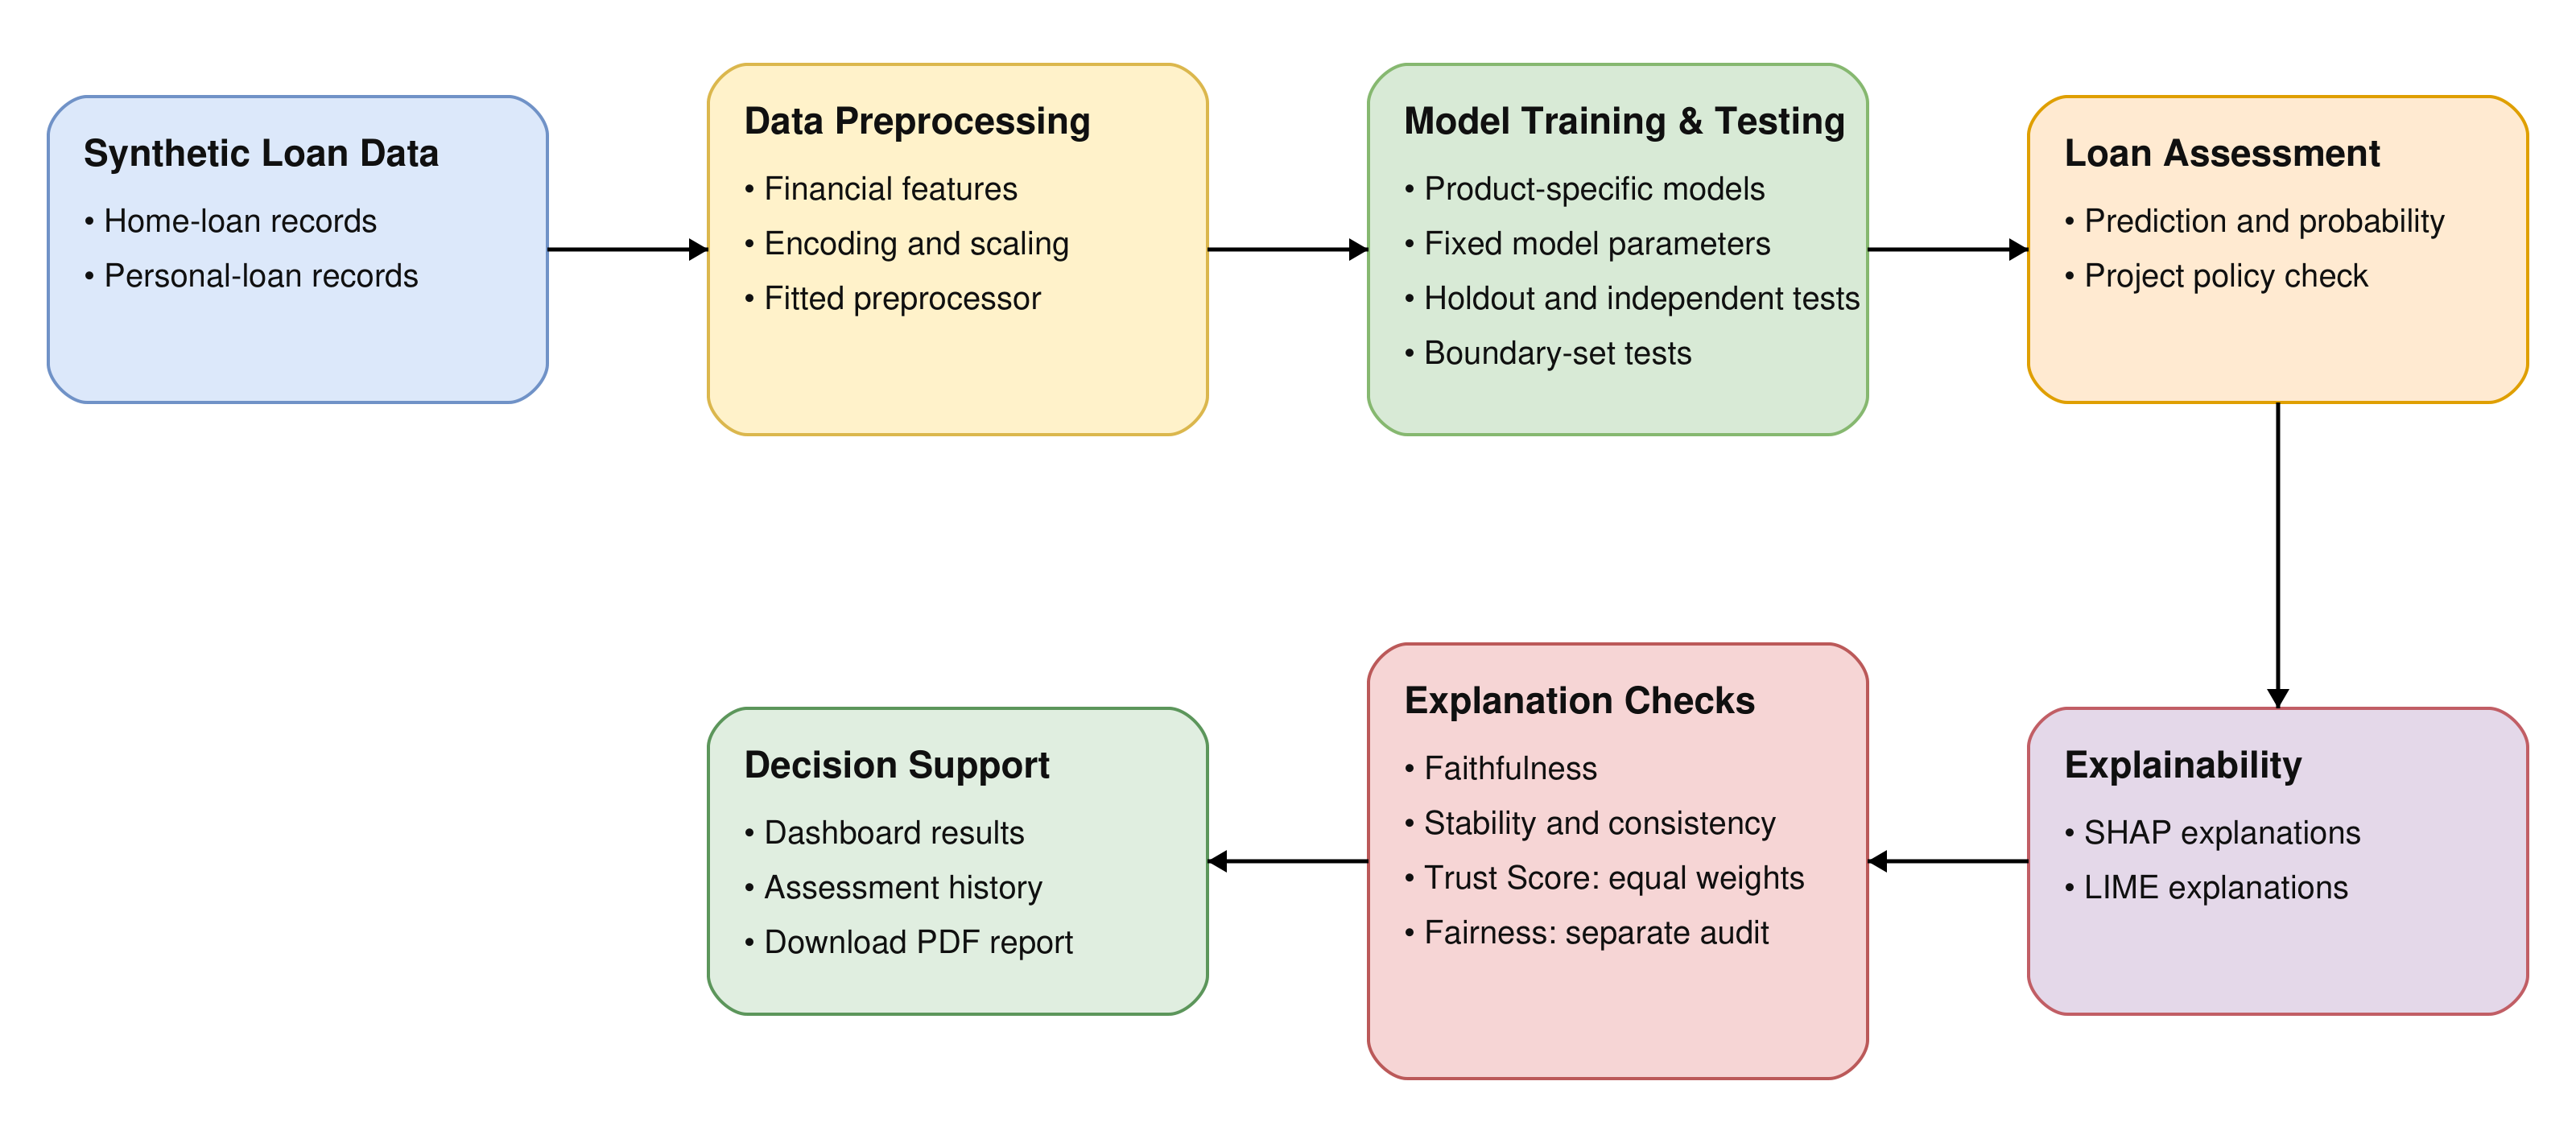 Synthetic Loan Data
• Home-loan records
• Personal-loan records
Data Preprocessing
• Financial features
• Encoding and scaling
• Fitted preprocessor
Model Training & Testing
• Product-specific models
• Fixed model parameters
• Holdout and independent tests
• Boundary-set tests
Loan Assessment
• Prediction and probability
• Project policy check
Explainability
• SHAP explanations
• LIME explanations
Explanation Checks
• Faithfulness
• Stability and consistency
• Trust Score: equal weights
• Fairness: separate audit
Decision Support
• Dashboard results
• Assessment history
• Download PDF report